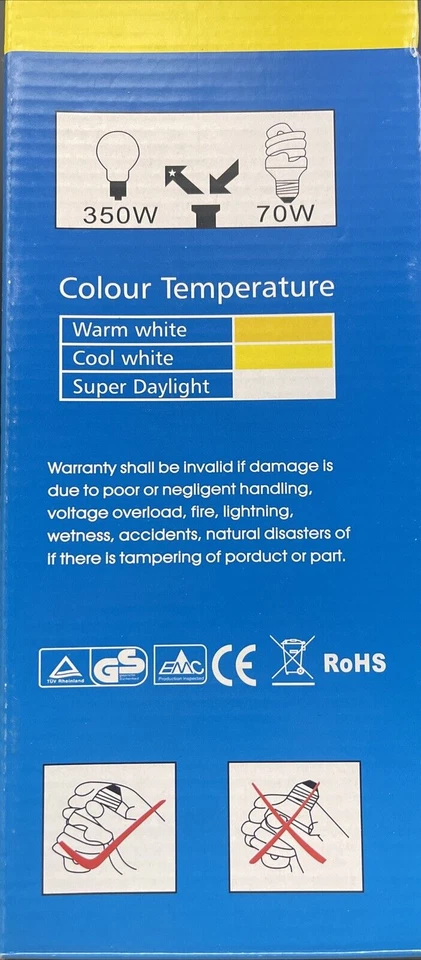 350W
70W
Colour Temperature
Warm white
Cool white
Super Daylight
Warranty shall be invalid if damage is
due to poor or negligent handling,
voltage overload, fire, lightning,
wetness, accidents, natural disasters of
if there is tampering of porduct or part.
TÜV Rheinland
GS
EMC
Production inspected
CE
RoHS